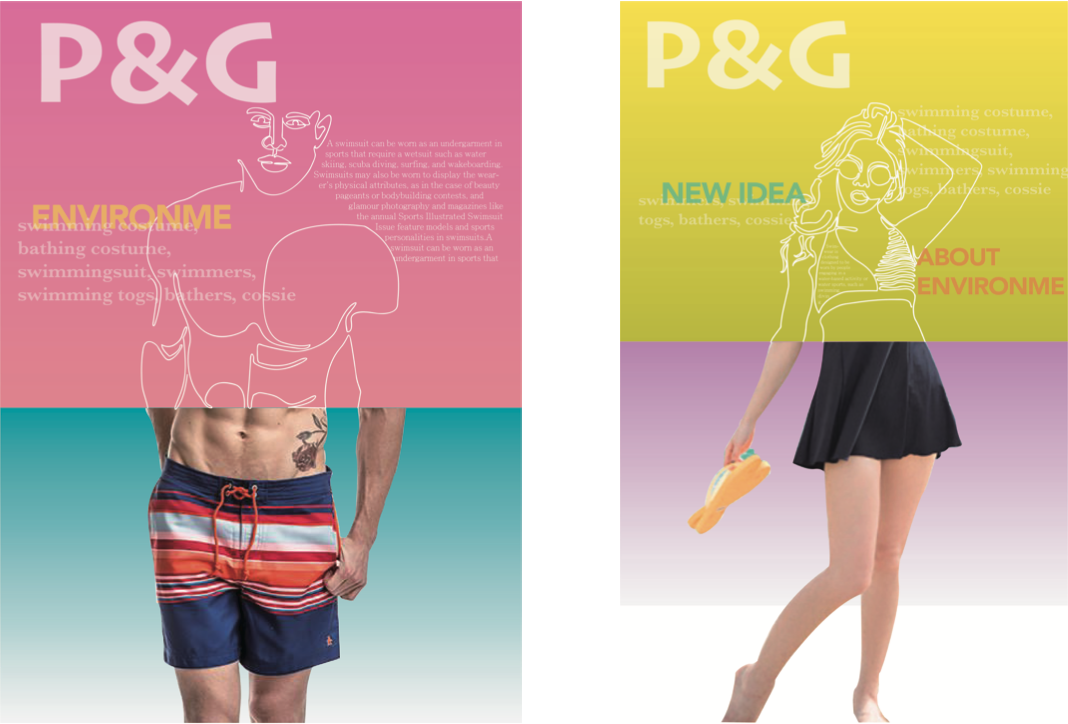 P&G
A swimsuit can be worn as an undergarment in
sports that require a wetsuit such as water
skiing, scuba diving, surfing, and wakeboarding.
Swimsuits may also be worn to display the wear-
er's physical attributes, as in the case of beauty
pageants or bodybuilding contests, and
glamour photography and magazines like
the annual Sports Illustrated Swimsuit
Issue feature models and sports
personalities in swimsuits.A
swimsuit can be worn as an
undergarment in sports that
ENVIRONME
swimming costume,
bathing costume,
swimmingsuit, swimmers,
swimming togs, bathers, cossie
P&G
swimming costume,
bathing costume,
swimmingsuit,
swimmers, swimming
togs, bathers, cossie
NEW IDEA
togs, bathers, cossie
ABOUT
ENVIRONME